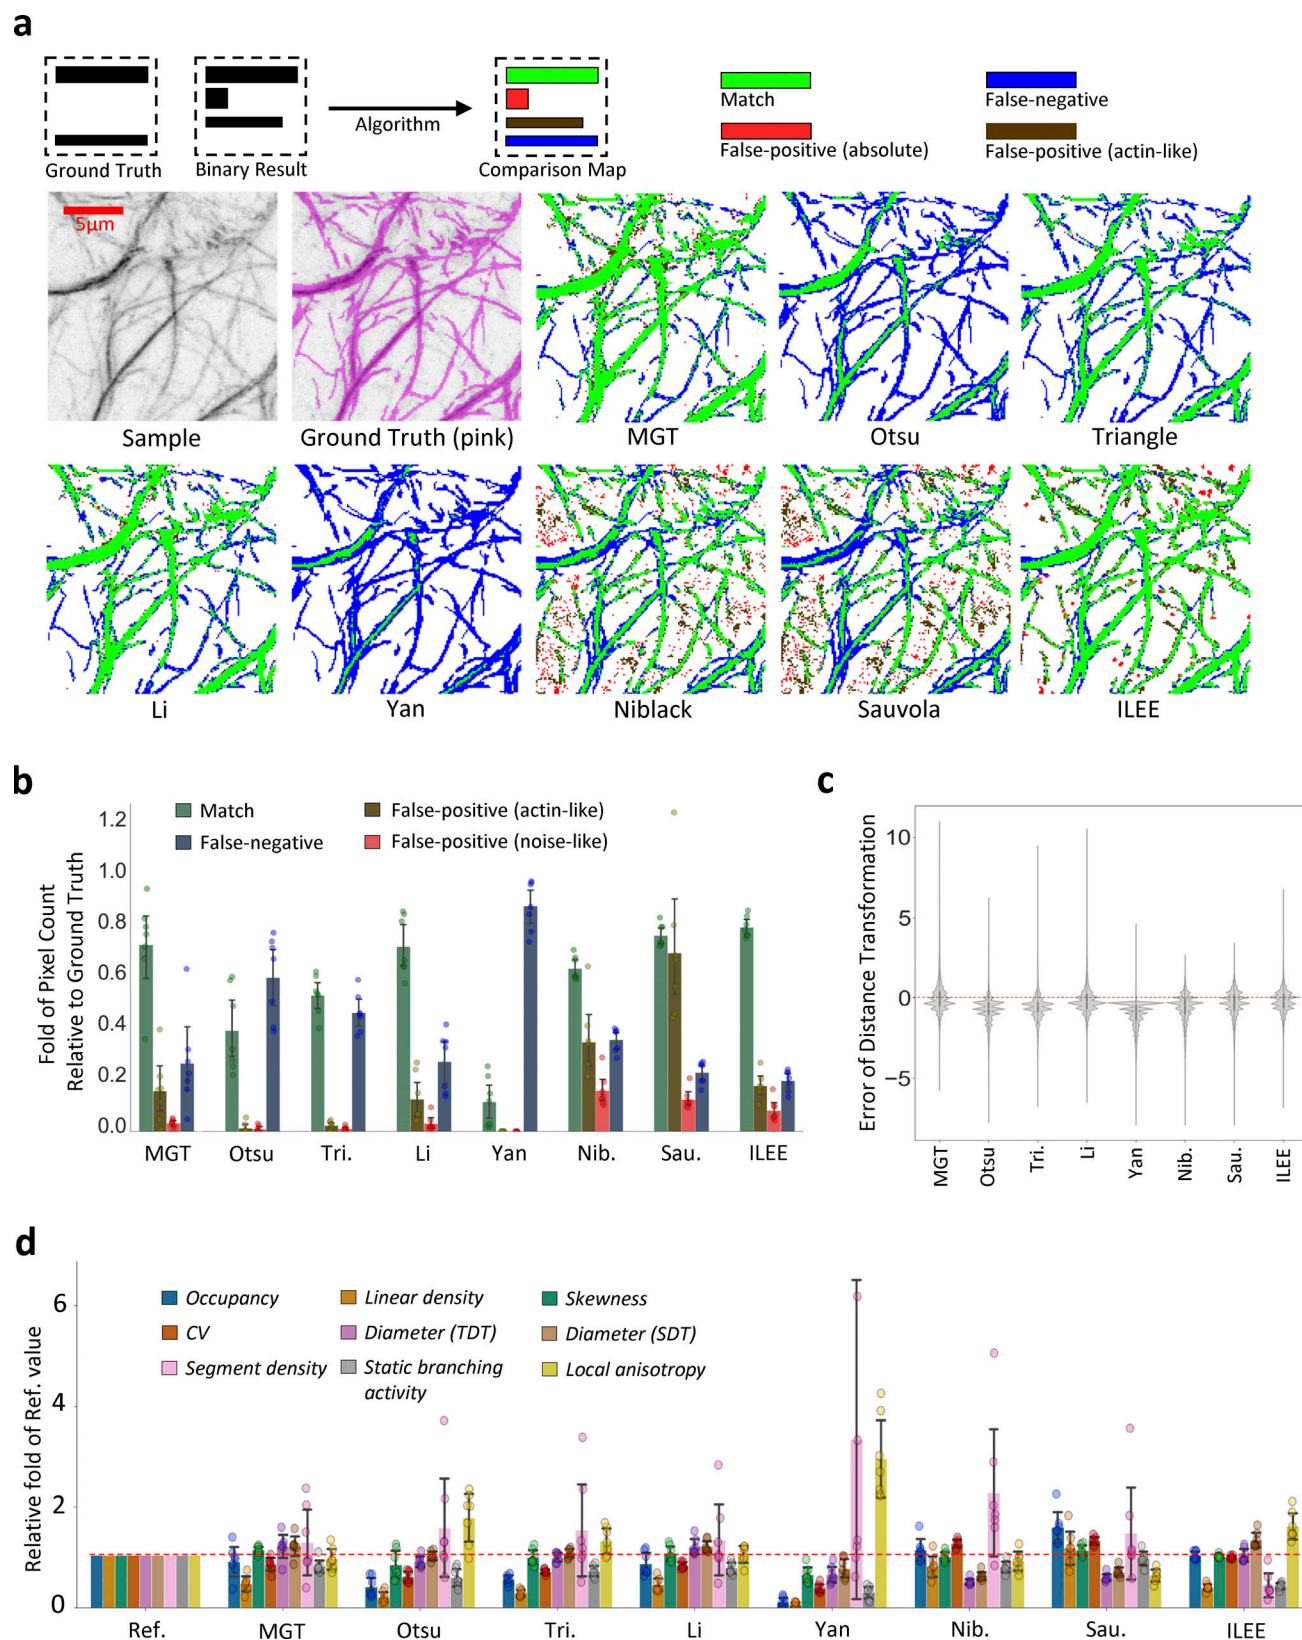 a
Ground Truth
Binary Result
Algorithm
Comparison Map
Match
False-negative
False-positive (absolute)
False-positive (actin-like)
5μm
Sample
Ground Truth (pink)
MGT
Otsu
Triangle
Li
Yan
Niblack
Sauvola
ILEE
b
Match
False-negative
False-positive (actin-like)
False-positive (noise-like)
Fold of Pixel Count
Relative to Ground Truth
1.2
1.0
0.8
0.6
0.4
0.2
0.0
MGT
Otsu
Tri.
Li
Yan
Nib.
Sau.
ILEE
c
Error of Distance Transformation
10
5
0
−5
MGT
Otsu
Tri.
Li
Yan
Nib.
Sau.
ILEE
d
Relative fold of Ref. value
6
4
2
0
Occupancy
Linear density
Skewness
CV
Diameter (TDT)
Diameter (SDT)
Segment density
Static branching
activity
Local anisotropy
Ref.
MGT
Otsu
Tri.
Li
Yan
Nib.
Sau.
ILEE